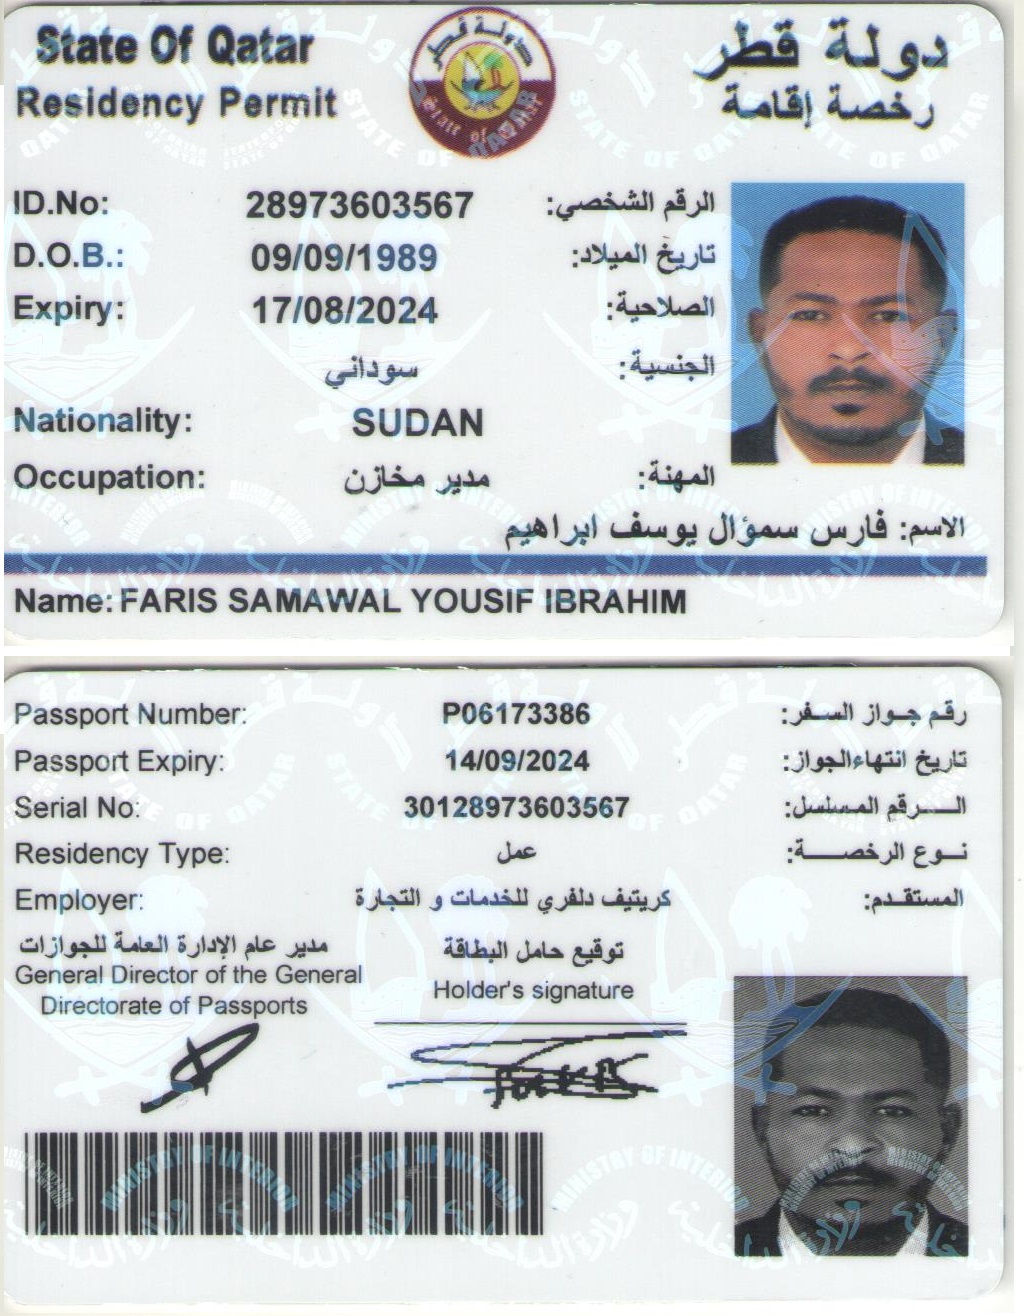 State Of Qatar
دولة قطر
Residency Permit
رخصة إقامة
دولة قطر
State of QATAR
ID.No: 28973603567 الرقم الشخصي:
D.O.B.: 09/09/1989 تاريخ الميلاد:
Expiry: 17/08/2024 الصلاحية:
سوداني الجنسية:
Nationality: SUDAN
Occupation: مدير مخازن المهنة:
الاسم: فارس سموؤال يوسف ابراهيم
Name: FARIS SAMAWAL YOUSIF IBRAHIM
Passport Number: P06173386 رقم جواز السفر:
Passport Expiry: 14/09/2024 تاريخ انتهاءالجواز:
Serial No: 30128973603567 الرقم المسلسل:
Residency Type: عمل نوع الرخصة:
Employer: كريتيف دلفري للخدمات و التجارة المستقدم:
مدير عام الإدارة العامة للجوازات
General Director of the General
Directorate of Passports
توقيع حامل البطاقة
Holder's signature
MINISTRY OF INTERIOR
وزارة الداخلية